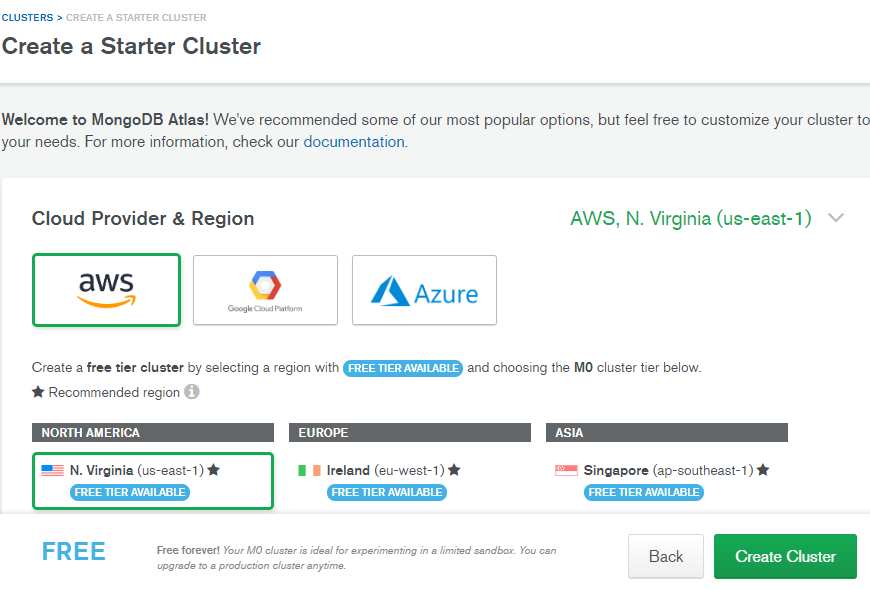 CLUSTERS > CREATE A STARTER CLUSTER
Create a Starter Cluster
Welcome to MongoDB Atlas! We've recommended some of our most popular options, but feel free to customize your cluster to
your needs. For more information, check our documentation.
Cloud Provider & Region
AWS, N. Virginia (us-east-1)
aws
Google Cloud Platform
Azure
Create a free tier cluster by selecting a region with FREE TIER AVAILABLE and choosing the M0 cluster tier below.
★ Recommended region i
NORTH AMERICA
EUROPE
ASIA
N. Virginia (us-east-1) ★
Ireland (eu-west-1) ★
Singapore (ap-southeast-1) ★
FREE TIER AVAILABLE
FREE TIER AVAILABLE
FREE TIER AVAILABLE
FREE
Free forever! Your M0 cluster is ideal for experimenting in a limited sandbox. You can
upgrade to a production cluster anytime.
Back
Create Cluster